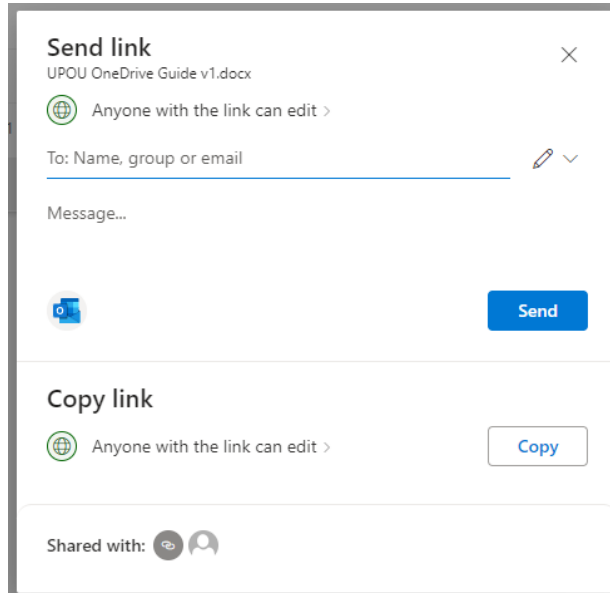 Send link
UPOU OneDrive Guide v1.docx
Anyone with the link can edit >
To: Name, group or email
Message...
Send
Copy link
Anyone with the link can edit >
Copy
Shared with: